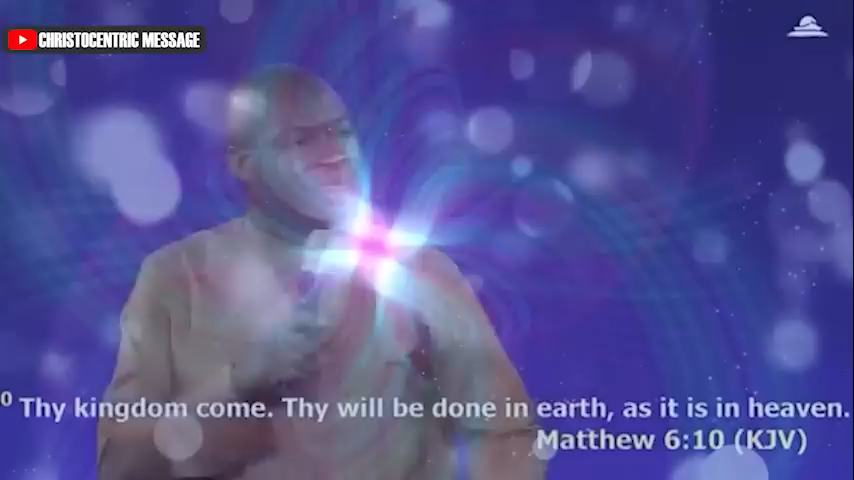 CHRISTOCENTRIC MESSAGE
0 Thy kingdom come. Thy will be done in earth, as it is in heaven.
Matthew 6:10 (KJV)